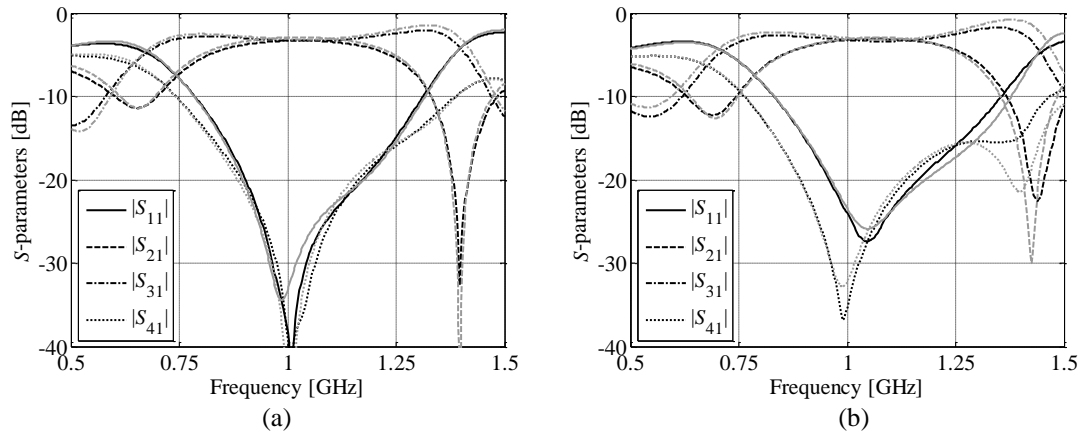 0
-10
-20
-30
-40
S-parameters [dB]
|S11|
|S21|
|S31|
|S41|
0.5 0.75 1 1.25 1.5
Frequency [GHz]
(a)
0
-10
-20
-30
-40
S-parameters [dB]
|S11|
|S21|
|S31|
|S41|
0.5 0.75 1 1.25 1.5
Frequency [GHz]
(b)